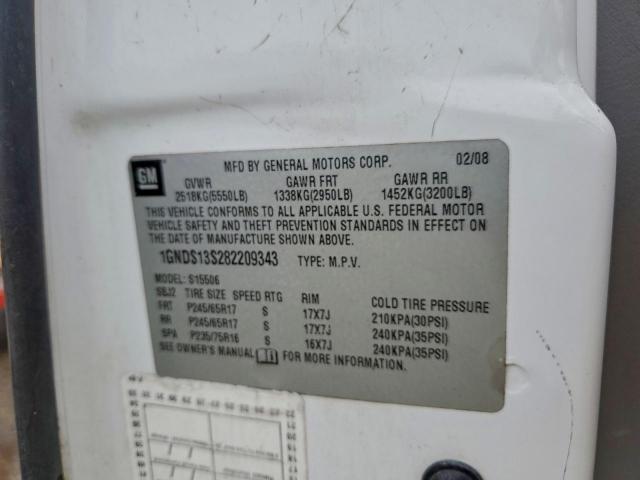 GM
MFD BY GENERAL MOTORS CORP. 02/08
GVWR GAWR FRT GAWR RR
2518KG(5550LB) 1338KG(2950LB) 1452KG(3200LB)
THIS VEHICLE CONFORMS TO ALL APPLICABLE U.S. FEDERAL MOTOR
VEHICLE SAFETY AND THEFT PREVENTION STANDARDS IN EFFECT ON
THE DATE OF MANUFACTURE SHOWN ABOVE.
1GNDS13S282209343 TYPE: M.P.V.
MODEL: S15506
SBJ2 TIRE SIZE SPEED RTG RIM COLD TIRE PRESSURE
FRT P245/65R17 S 17X7J 210KPA(30PSI)
RR P245/65R17 S 17X7J 240KPA(35PSI)
SPA P235/75R16 S 16X7J 240KPA(35PSI)
SEE OWNER'S MANUAL FOR MORE INFORMATION.